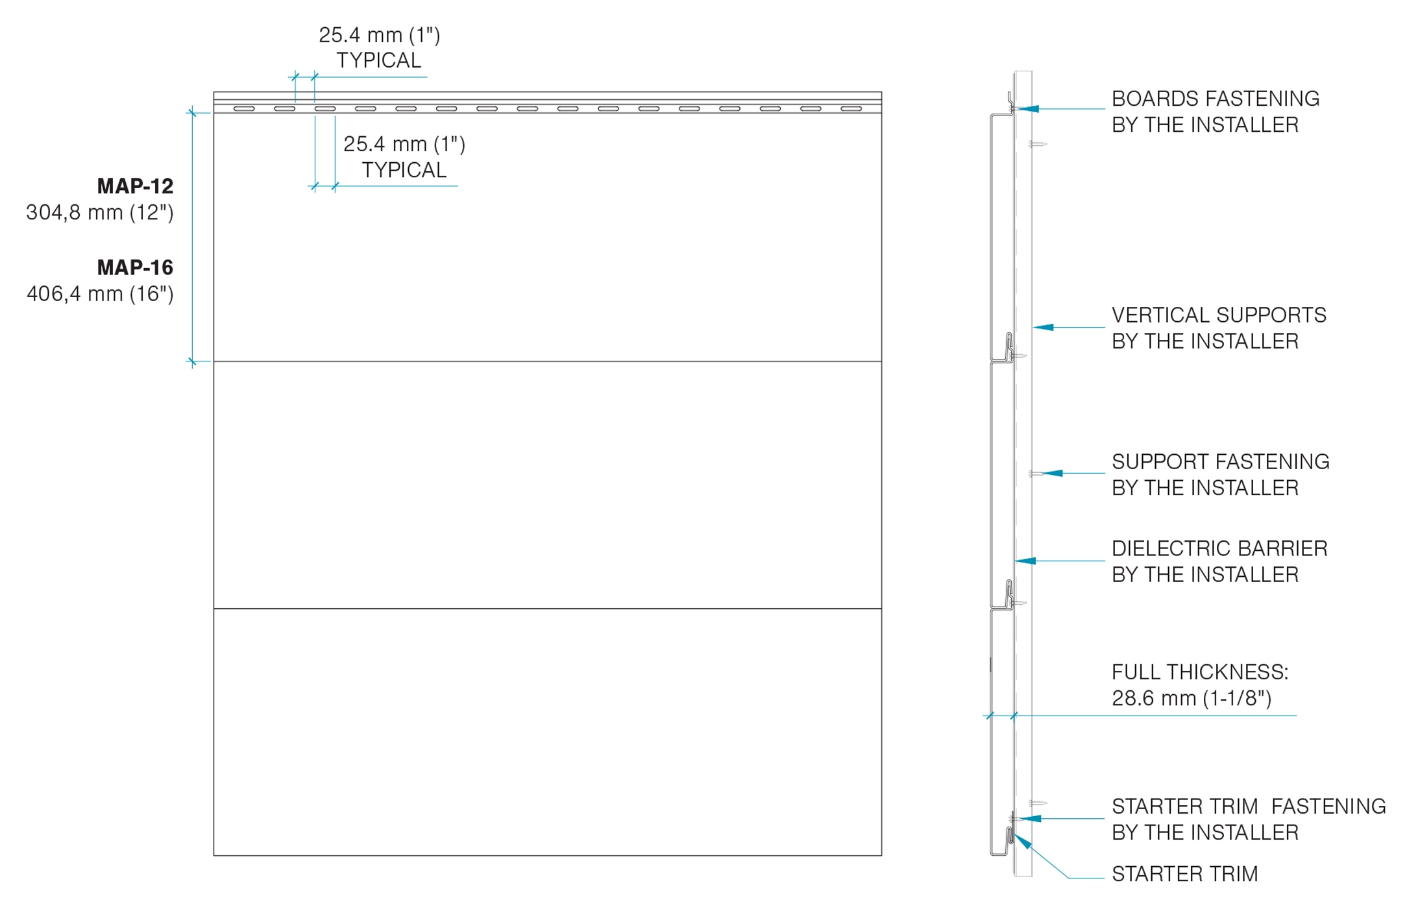 25.4 mm (1")
TYPICAL
25.4 mm (1")
TYPICAL
MAP-12
304,8 mm (12")
MAP-16
406,4 mm (16")
BOARDS FASTENING
BY THE INSTALLER
VERTICAL SUPPORTS
BY THE INSTALLER
SUPPORT FASTENING
BY THE INSTALLER
DIELECTRIC BARRIER
BY THE INSTALLER
FULL THICKNESS:
28.6 mm (1-1/8")
STARTER TRIM FASTENING
BY THE INSTALLER
STARTER TRIM